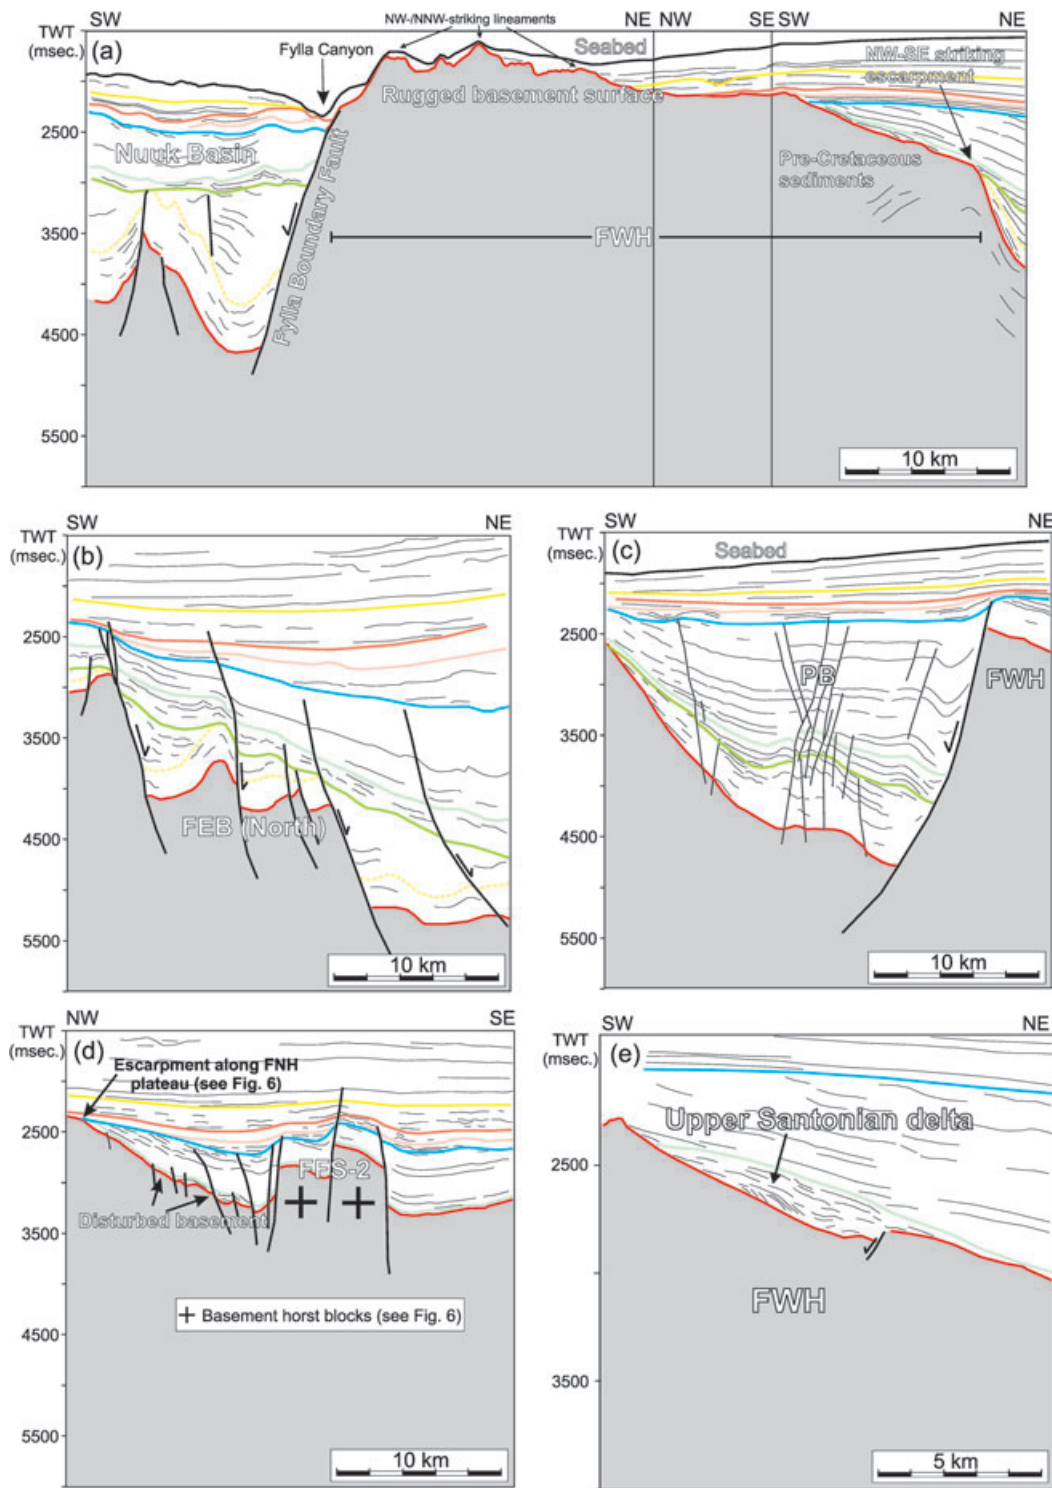 NW-/NNW-striking lineaments
TWT SW NE NW SE SW NE
(msec.) (a) Fylla Canyon Seabed NW-SE striking
escarpment
Rugged basement surface
2500
Nuuk Basin
Pre-Cretaceous
sediments
Fylla Boundary Fault
3500
FWH
4500
5500
10 km
SW NE
TWT
(msec.) (b)
2500
3500
FEB (North)
4500
5500
10 km
SW NE
TWT
(msec.) (c)
Seabed
2500
PB
FWH
3500
4500
5500
10 km
NW SE
TWT
(msec.) (d)
Escarpment along FNH
plateau (see Fig. 6)
2500
FFS-2
Disturbed basement
3500
Basement horst blocks (see Fig. 6)
4500
5500
10 km
SW NE
TWT
(msec.) (e)
Upper Santonian delta
2500
FWH
3500
5 km